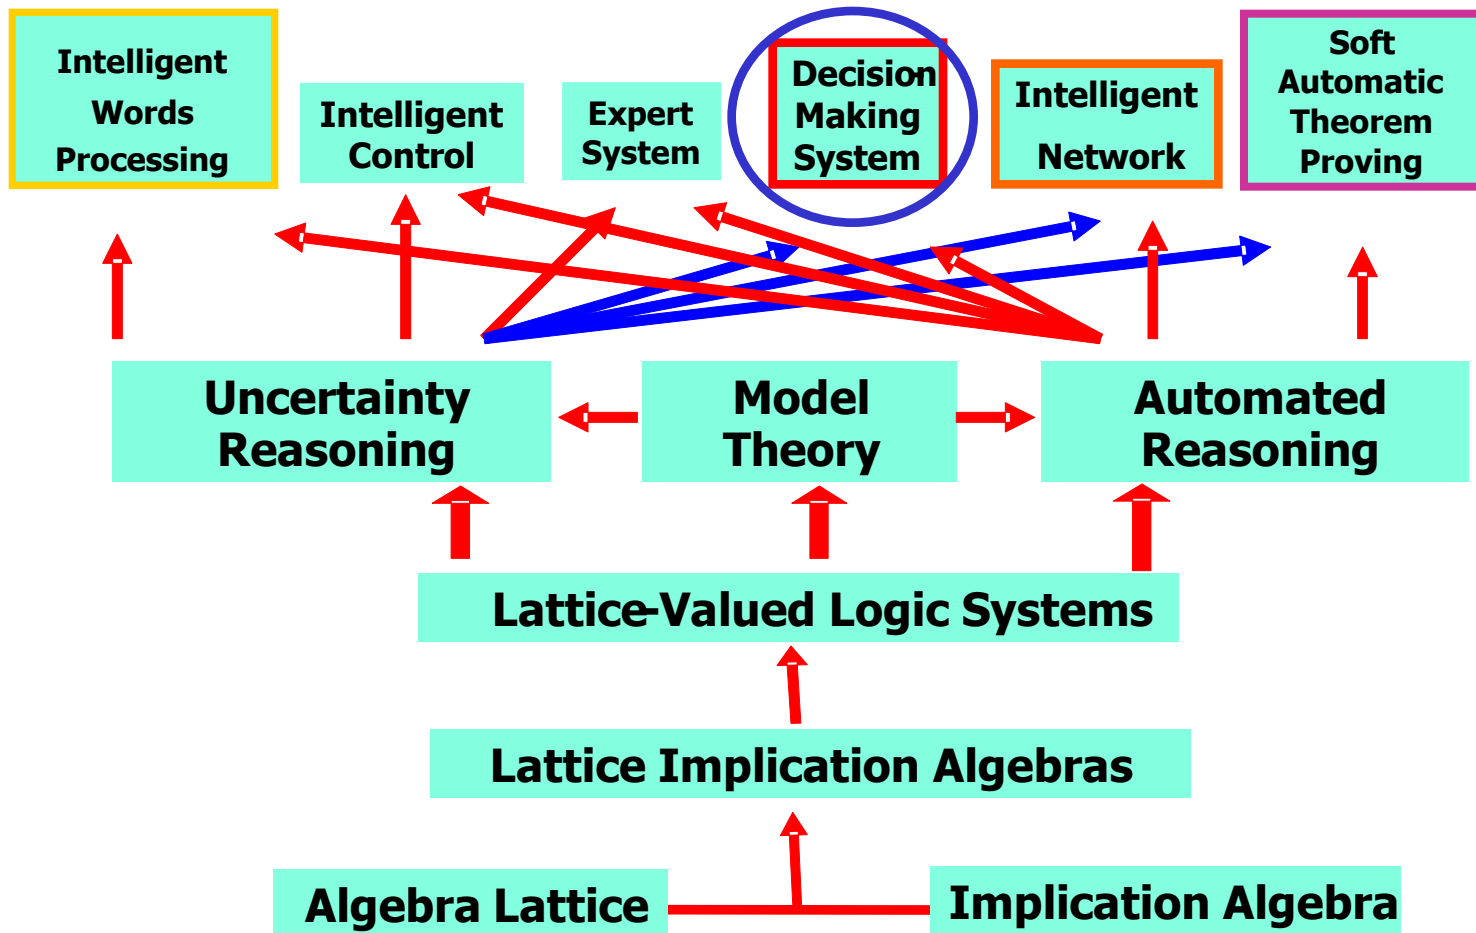 Intelligent
Words
Processing
Intelligent
Control
Expert
System
Decision-
Making
System
Intelligent
Network
Soft
Automatic
Theorem
Proving
Uncertainty
Reasoning
Model
Theory
Automated
Reasoning
Lattice-Valued Logic Systems
Lattice Implication Algebras
Algebra Lattice
Implication Algebra